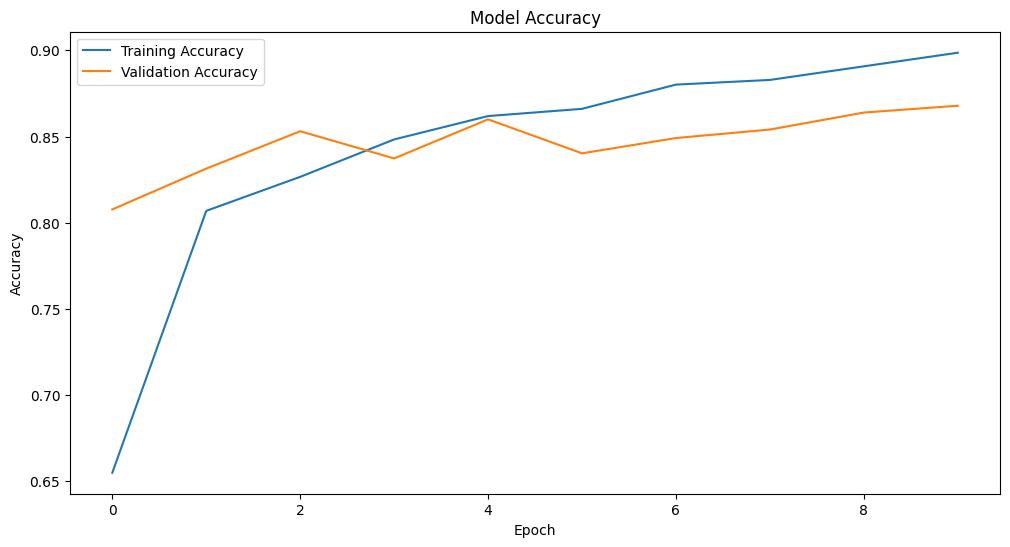 Model Accuracy
Training Accuracy
Validation Accuracy
0.90
0.85
0.80
0.75
0.70
0.65
Accuracy
0 2 4 6 8
Epoch